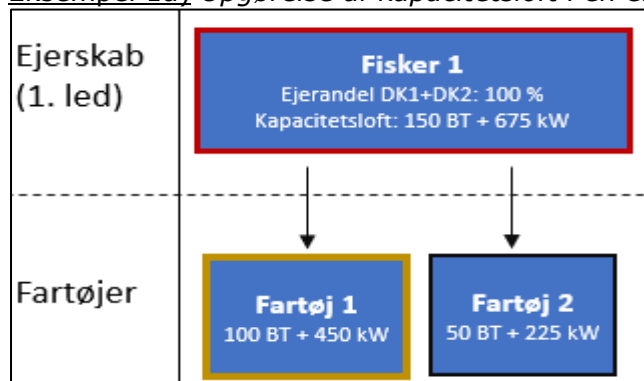 Ejerskab
(1. led)
Fisker 1
Ejerandel DK1+DK2: 100 %
Kapacitetsloft: 150 BT + 675 kW
Fartøjer
Fartøj 1
100 BT + 450 kW
Fartøj 2
50 BT + 225 kW